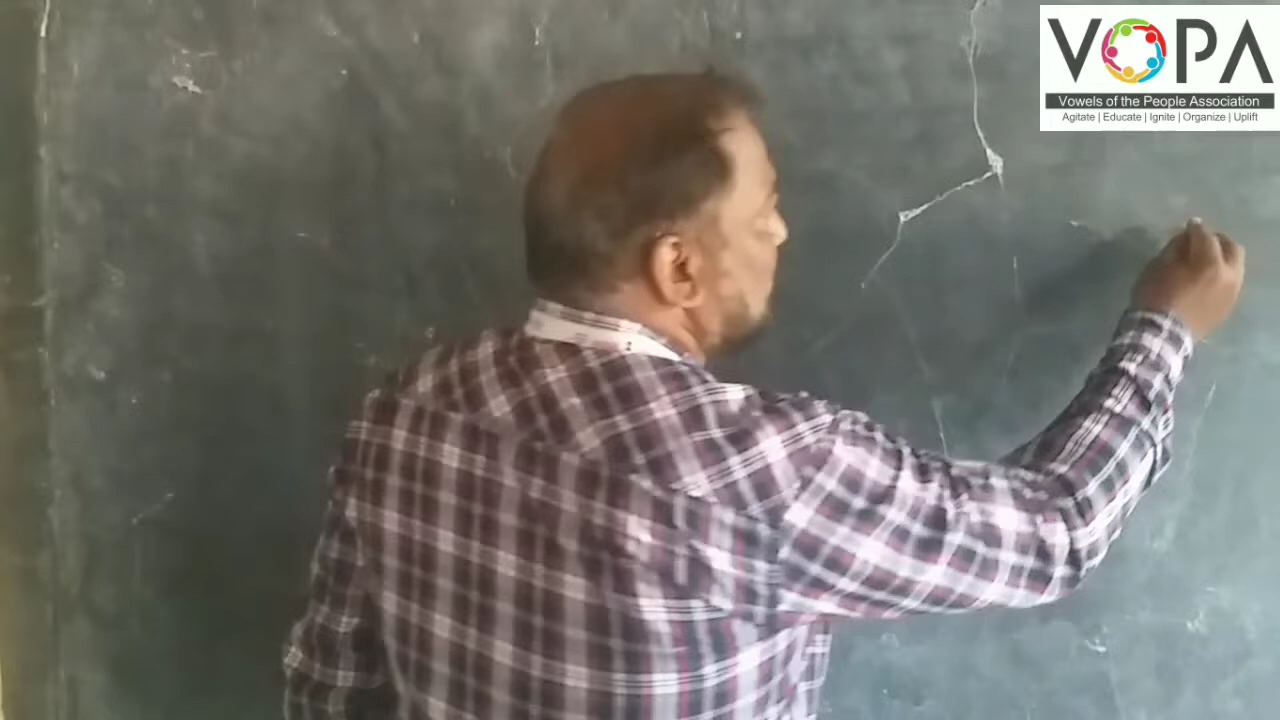 VOPA
Vowels of the People Association
Agitate | Educate | Ignite | Organize | Uplift